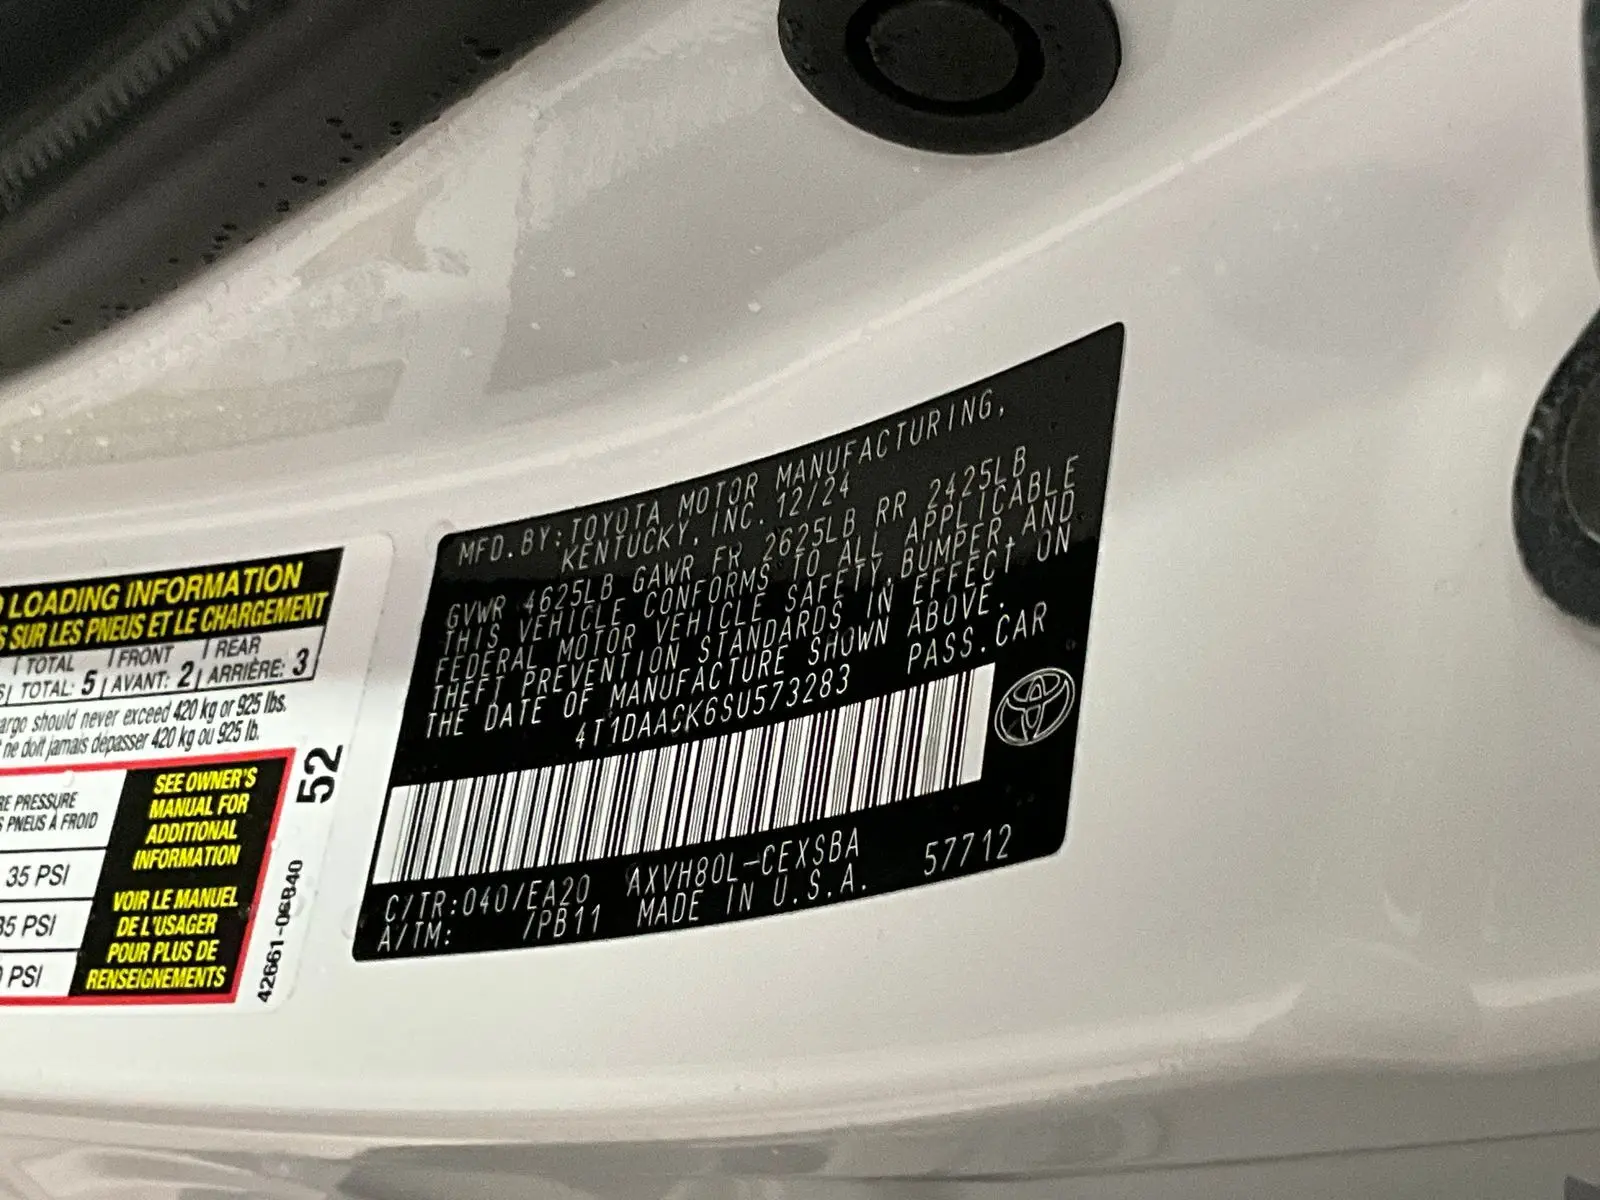 LOADING INFORMATION
SUR LES PNEUS ET LE CHARGEMENT
TOTAL FRONT REAR
TOTAL: 5 AVANT: 2 ARRIÈRE: 3
should never exceed 420 kg or 925 lbs.
ne doit jamais dépasser 420 kg ou 925 lb.
PRESSURE
PNEUS À FROID
35 PSI
35 PSI
PSI
SEE OWNER'S
MANUAL FOR
ADDITIONAL
INFORMATION
VOIR LE MANUEL
DE L'USAGER
POUR PLUS DE
RENSEIGNEMENTS
52
42661-06B40
MFD. BY: TOYOTA MOTOR MANUFACTURING,
KENTUCKY, INC. 12/24
GVWR 4625LB GAWR FR 2625LB RR 2425LB
THIS VEHICLE CONFORMS TO ALL APPLICABLE
FEDERAL MOTOR VEHICLE SAFETY, BUMPER, AND
THEFT PREVENTION STANDARDS IN EFFECT ON
THE DATE OF MANUFACTURE SHOWN ABOVE.
4T1DAACK6SU573283 PASS. CAR
C/TR: 040/EA20 AXVH80L-CEXSBA 57712
A/TM: /PB11 MADE IN U.S.A.